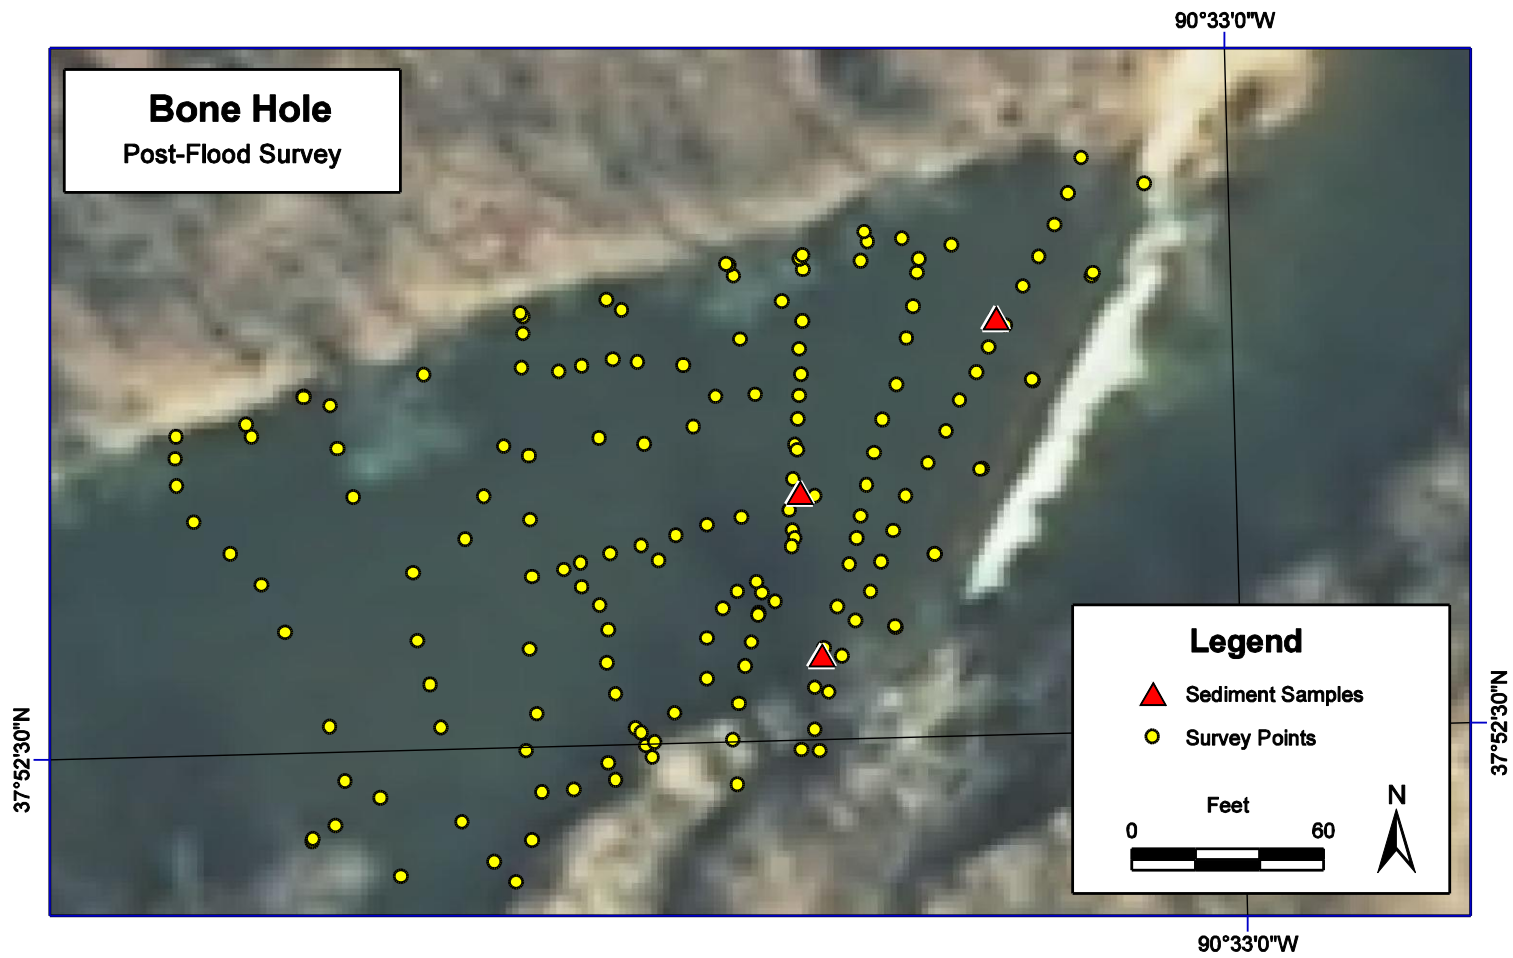 90°33'0"W
Bone Hole
Post-Flood Survey
Legend
Sediment Samples
Survey Points
Feet
0 60
N
37°52'30"N
37°52'30"N
90°33'0"W